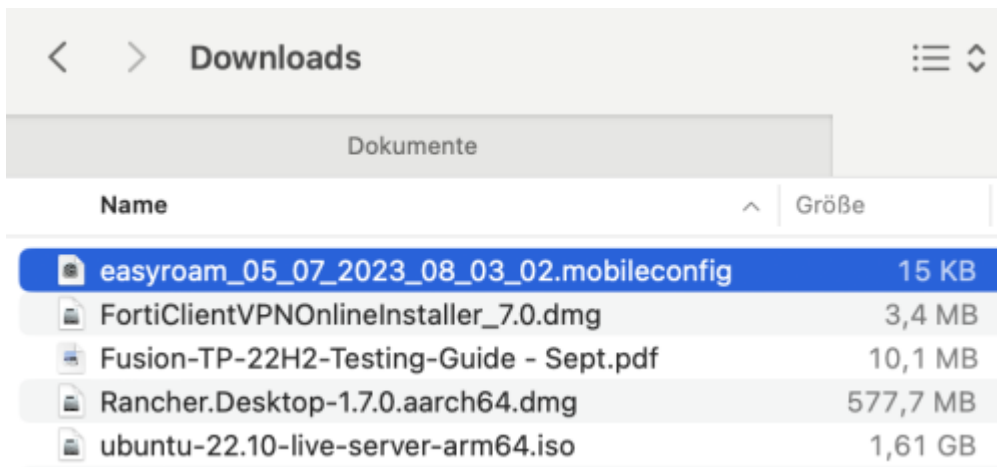 Downloads
Dokumente
Name Größe
easyroam_05_07_2023_08_03_02.mobileconfig 15 KB
FortiClientVPNOnlineInstaller_7.0.dmg 3,4 MB
Fusion-TP-22H2-Testing-Guide - Sept.pdf 10,1 MB
Rancher.Desktop-1.7.0.aarch64.dmg 577,7 MB
ubuntu-22.10-live-server-arm64.iso 1,61 GB